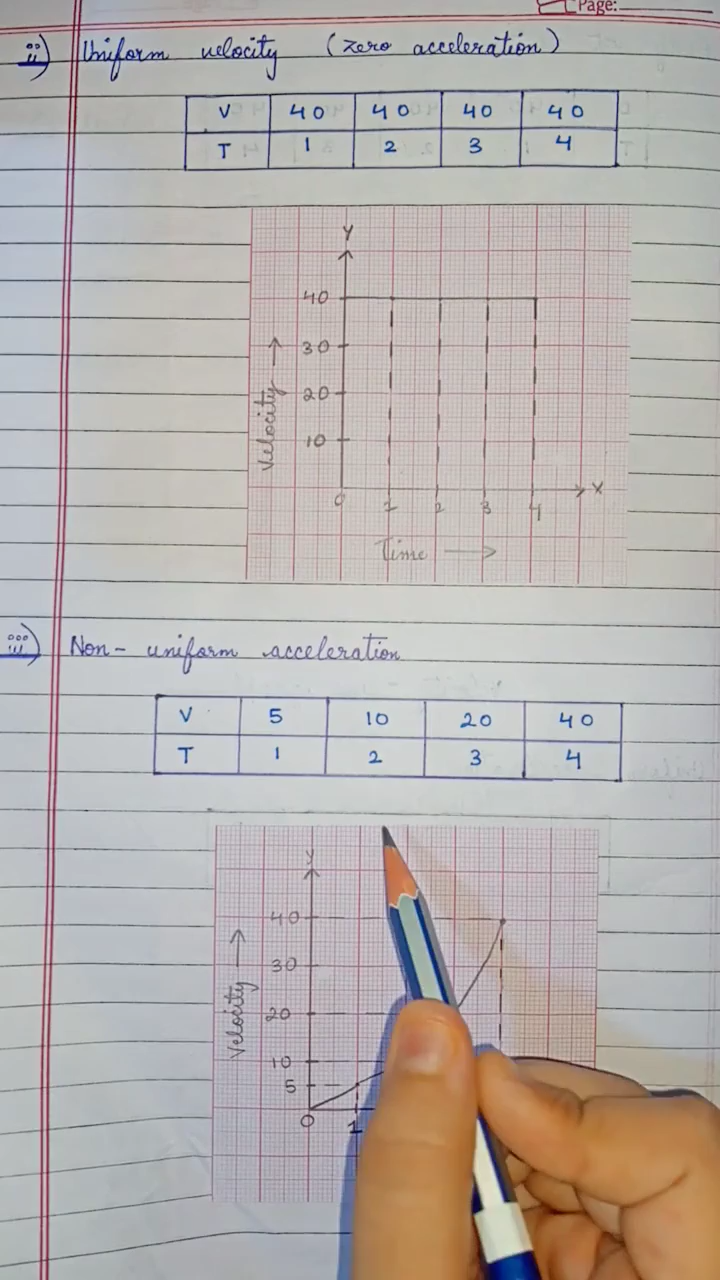 Page:
ii) Uniform velocity (zero acceleration)
V 40 40 40 40
T 1 2 3 4
Y
40
30
20
10
Velocity →
0 1 2 3 4 X
Time →
iii) Non-uniform acceleration
V 5 10 20 40
T 1 2 3 4
Y
40
30
20
10
5
Velocity →
0 1